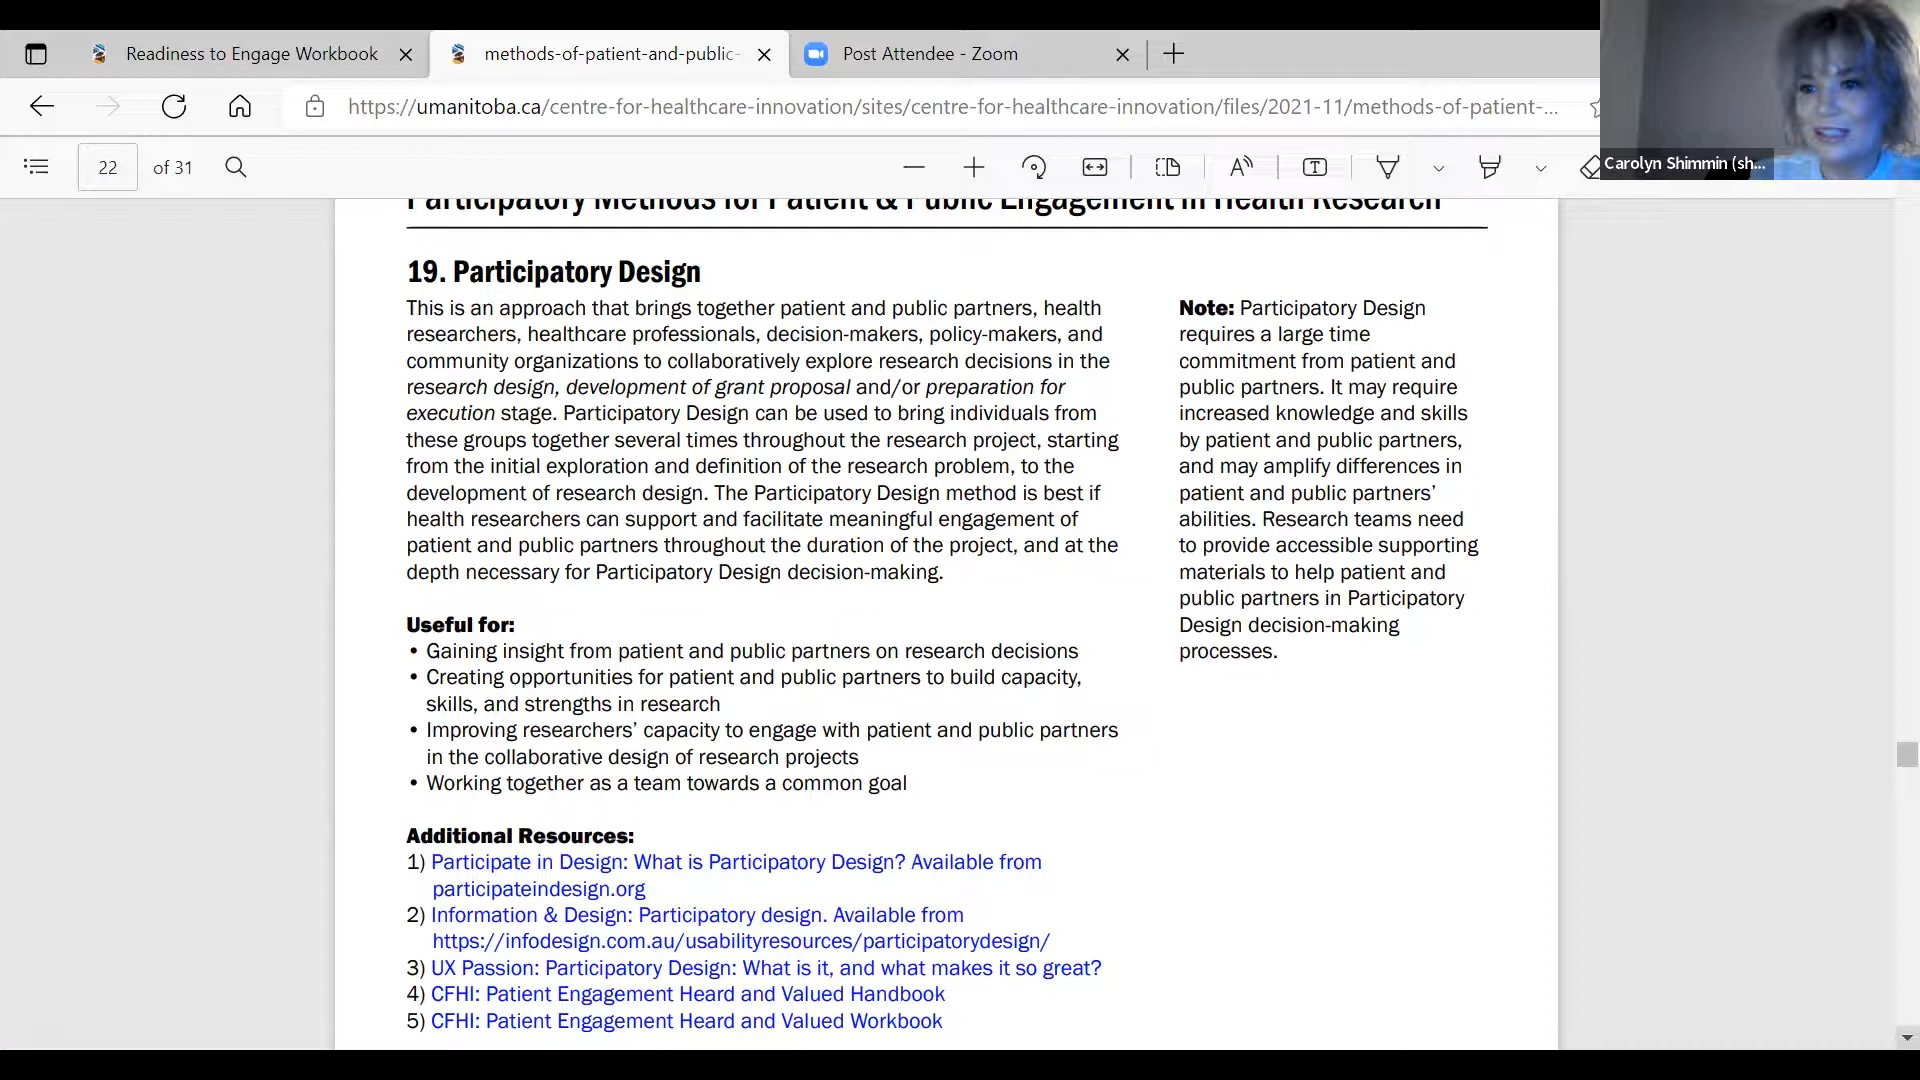 Readiness to Engage Workbook
methods-of-patient-and-public-
Post Attendee - Zoom
https://umanitoba.ca/centre-for-healthcare-innovation/sites/centre-for-healthcare-innovation/files/2021-11/methods-of-patient-...
22 of 31
Carolyn Shimmin (sh...
Participatory Methods for Patient & Public Engagement in Health Research
19. Participatory Design
This is an approach that brings together patient and public partners, health
researchers, healthcare professionals, decision-makers, policy-makers, and
community organizations to collaboratively explore research decisions in the
research design, development of grant proposal and/or preparation for
execution stage. Participatory Design can be used to bring individuals from
these groups together several times throughout the research project, starting
from the initial exploration and definition of the research problem, to the
development of research design. The Participatory Design method is best if
health researchers can support and facilitate meaningful engagement of
patient and public partners throughout the duration of the project, and at the
depth necessary for Participatory Design decision-making.
Useful for:
• Gaining insight from patient and public partners on research decisions
• Creating opportunities for patient and public partners to build capacity,
skills, and strengths in research
• Improving researchers’ capacity to engage with patient and public partners
in the collaborative design of research projects
• Working together as a team towards a common goal
Additional Resources:
1) Participate in Design: What is Participatory Design? Available from
participateindesign.org
2) Information & Design: Participatory design. Available from
https://infodesign.com.au/usabilityresources/participatorydesign/
3) UX Passion: Participatory Design: What is it, and what makes it so great?
4) CFHI: Patient Engagement Heard and Valued Handbook
5) CFHI: Patient Engagement Heard and Valued Workbook
Note: Participatory Design
requires a large time
commitment from patient and
public partners. It may require
increased knowledge and skills
by patient and public partners,
and may amplify differences in
patient and public partners’
abilities. Research teams need
to provide accessible supporting
materials to help patient and
public partners in Participatory
Design decision-making
processes.